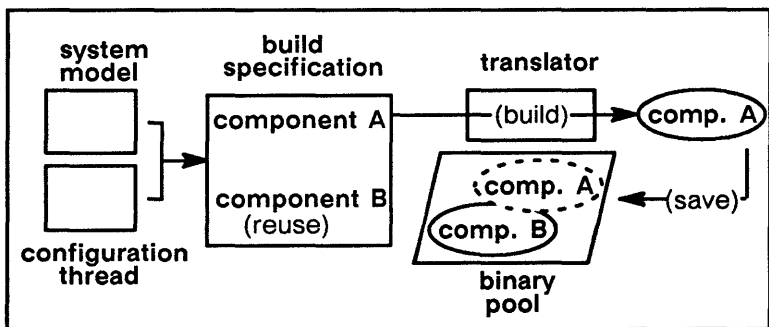 system
model
configuration
thread
build
specification
component A
component B
(reuse)
translator
(build)
comp. A
(save)
comp. A
comp. B
binary
pool